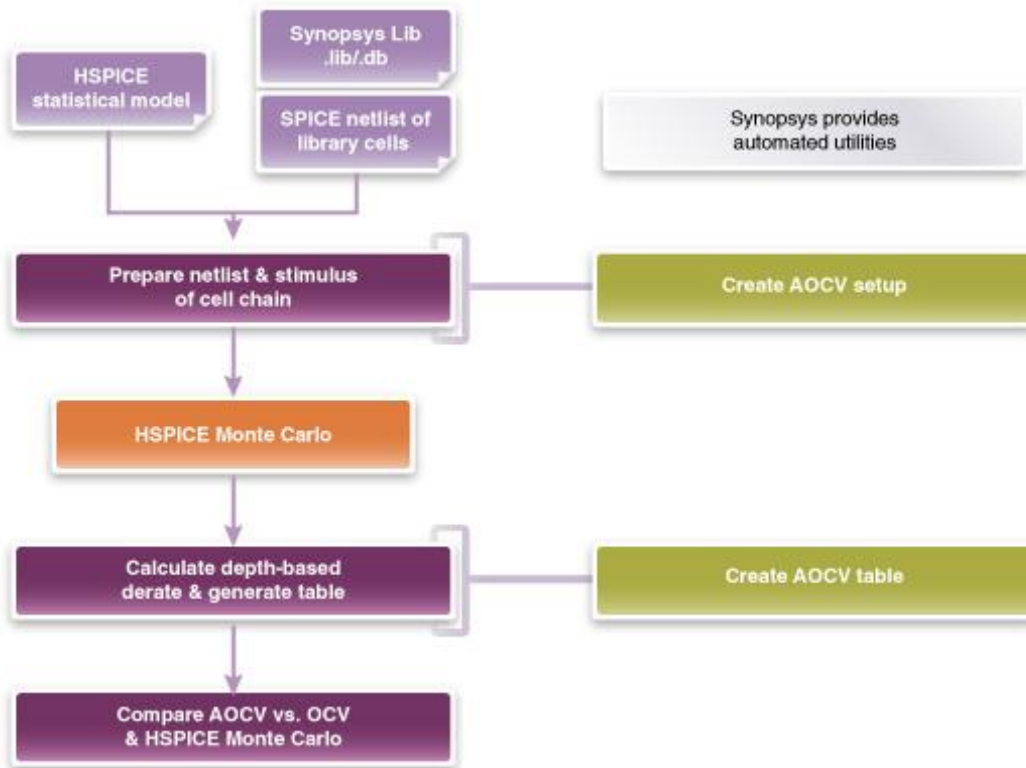 Synopsys Lib
.lib/.db
HSPICE
statistical model
SPICE netlist of
library cells
Synopsys provides
automated utilities
Prepare netlist & stimulus
of cell chain
Create AOCV setup
HSPICE Monte Carlo
Calculate depth-based
derate & generate table
Create AOCV table
Compare AOCV vs. OCV
& HSPICE Monte Carlo